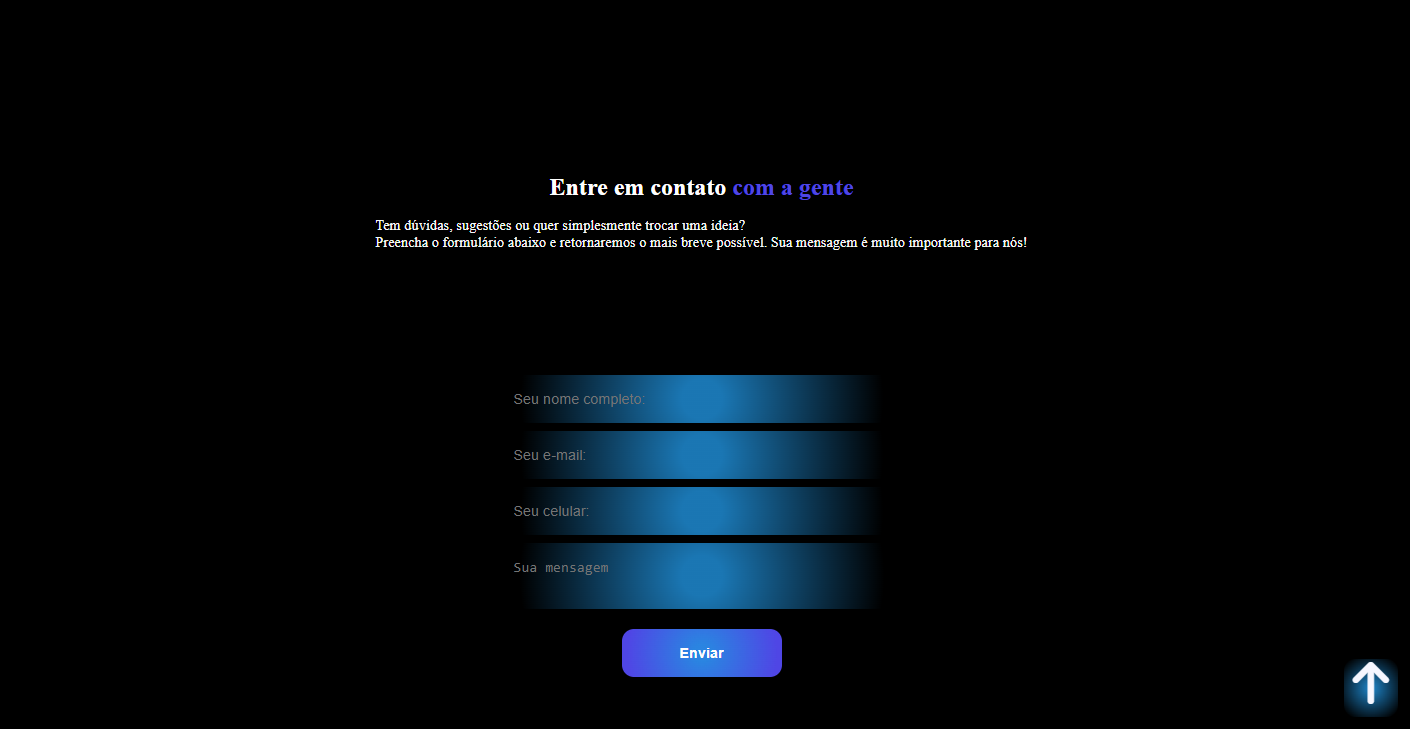 Entre em contato com a gente
Tem dúvidas, sugestões ou quer simplesmente trocar uma ideia?
Preencha o formulário abaixo e retornaremos o mais breve possível. Sua mensagem é muito importante para nós!
Seu nome completo:
Seu e-mail:
Seu celular:
Sua mensagem
Enviar